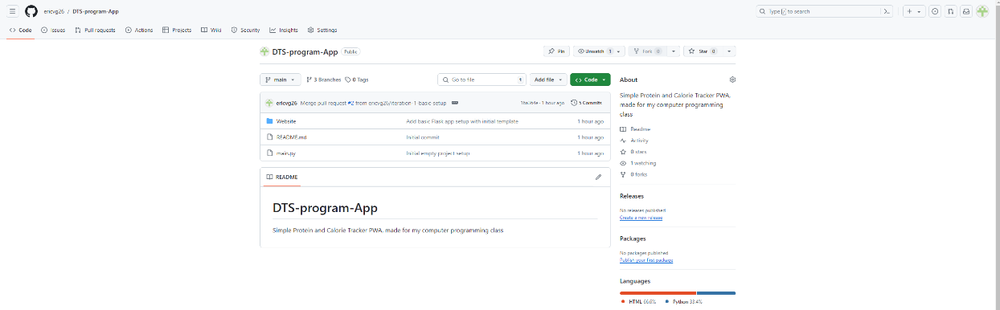 ericvg26 / DTS-program-App
Type / to search
Code Issues Pull requests Actions Projects Wiki Security Insights Settings
DTS-program-App Public
Pin Unwatch 1 Fork 0 Star 0
main 3 Branches 0 Tags Go to file t Add file Code
About
Simple Protein and Calorie Tracker PWA.
made for my computer programming
class
ericvg26 Merge pull request #2 from ericvg26/iteration-1-basic-setup 1 hour ago 5 Commits
Website Add basic Flask app setup with initial template 1 hour ago
README.md Initial commit 1 hour ago
main.py Initial empty project setup 1 hour ago
README
DTS-program-App
Simple Protein and Calorie Tracker PWA. made for my computer programming class
Readme
Activity
0 stars
1 watching
0 forks
Releases
No releases published
Create a new release
Packages
No packages published
Publish your first package
Languages
HTML 66.6% Python 33.4%